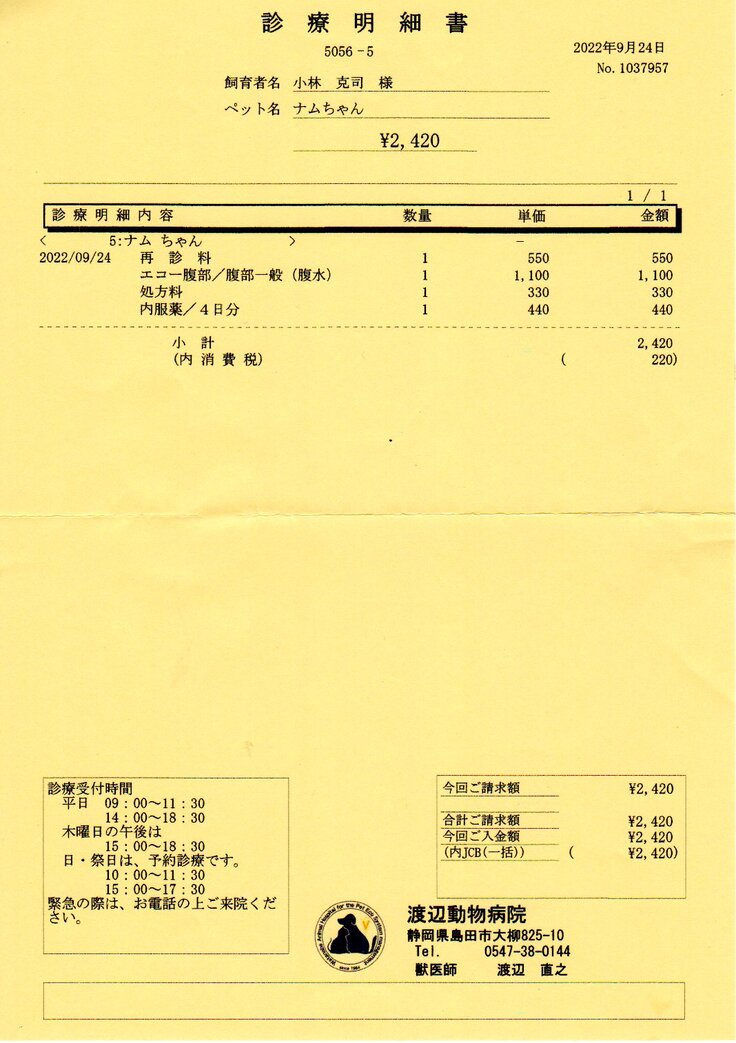 診療明細書
5056-5
2022年9月24日
No.1037957
飼育者名 小林 克司 様
ペット名 ナムちゃん
¥2,420
1 / 1
診療明細内容 数量 単価 金額
< 5:ナム ちゃん > －
2022/09/24 再 診 料 1 550 550
エコー腹部／腹部一般（腹水） 1 1,100 1,100
処方料 1 330 330
内服薬／４日分 1 440 440
小 計 2,420
(内 消 費 税) ( 220)
診療受付時間
平日 09：00～11：30
14：00～18：30
木曜日の午後は
15：00～18：30
日・祭日は、予約診療です。
10：00～11：30
15：00～17：30
緊急の際は、お電話の上ご来院くだ
さい。
今回ご請求額 ¥2,420
合計ご請求額 ¥2,420
今回ご入金額 ¥2,420
(内JCB(一括)) ( ¥2,420)
since 1994
渡辺動物病院
静岡県島田市大柳825-10
Tel. 0547-38-0144
獣医師 渡辺 直之